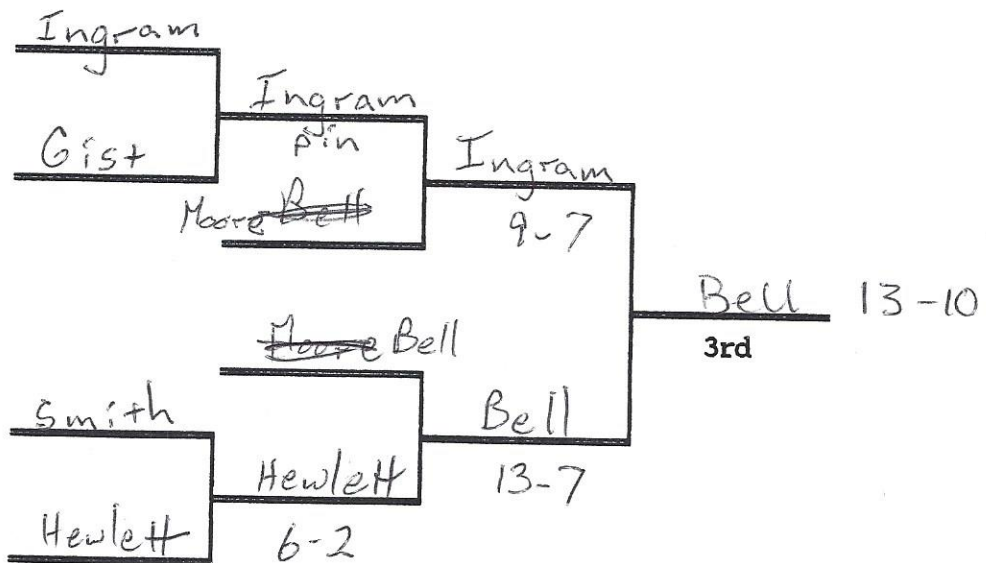 Ingram
Ingram
pin
Gist
Ingram
Moore Bell
9-7
Bell 13-10
3rd
Moore Bell
Smith
Bell
Hewlett
13-7
Hewlett
6-2